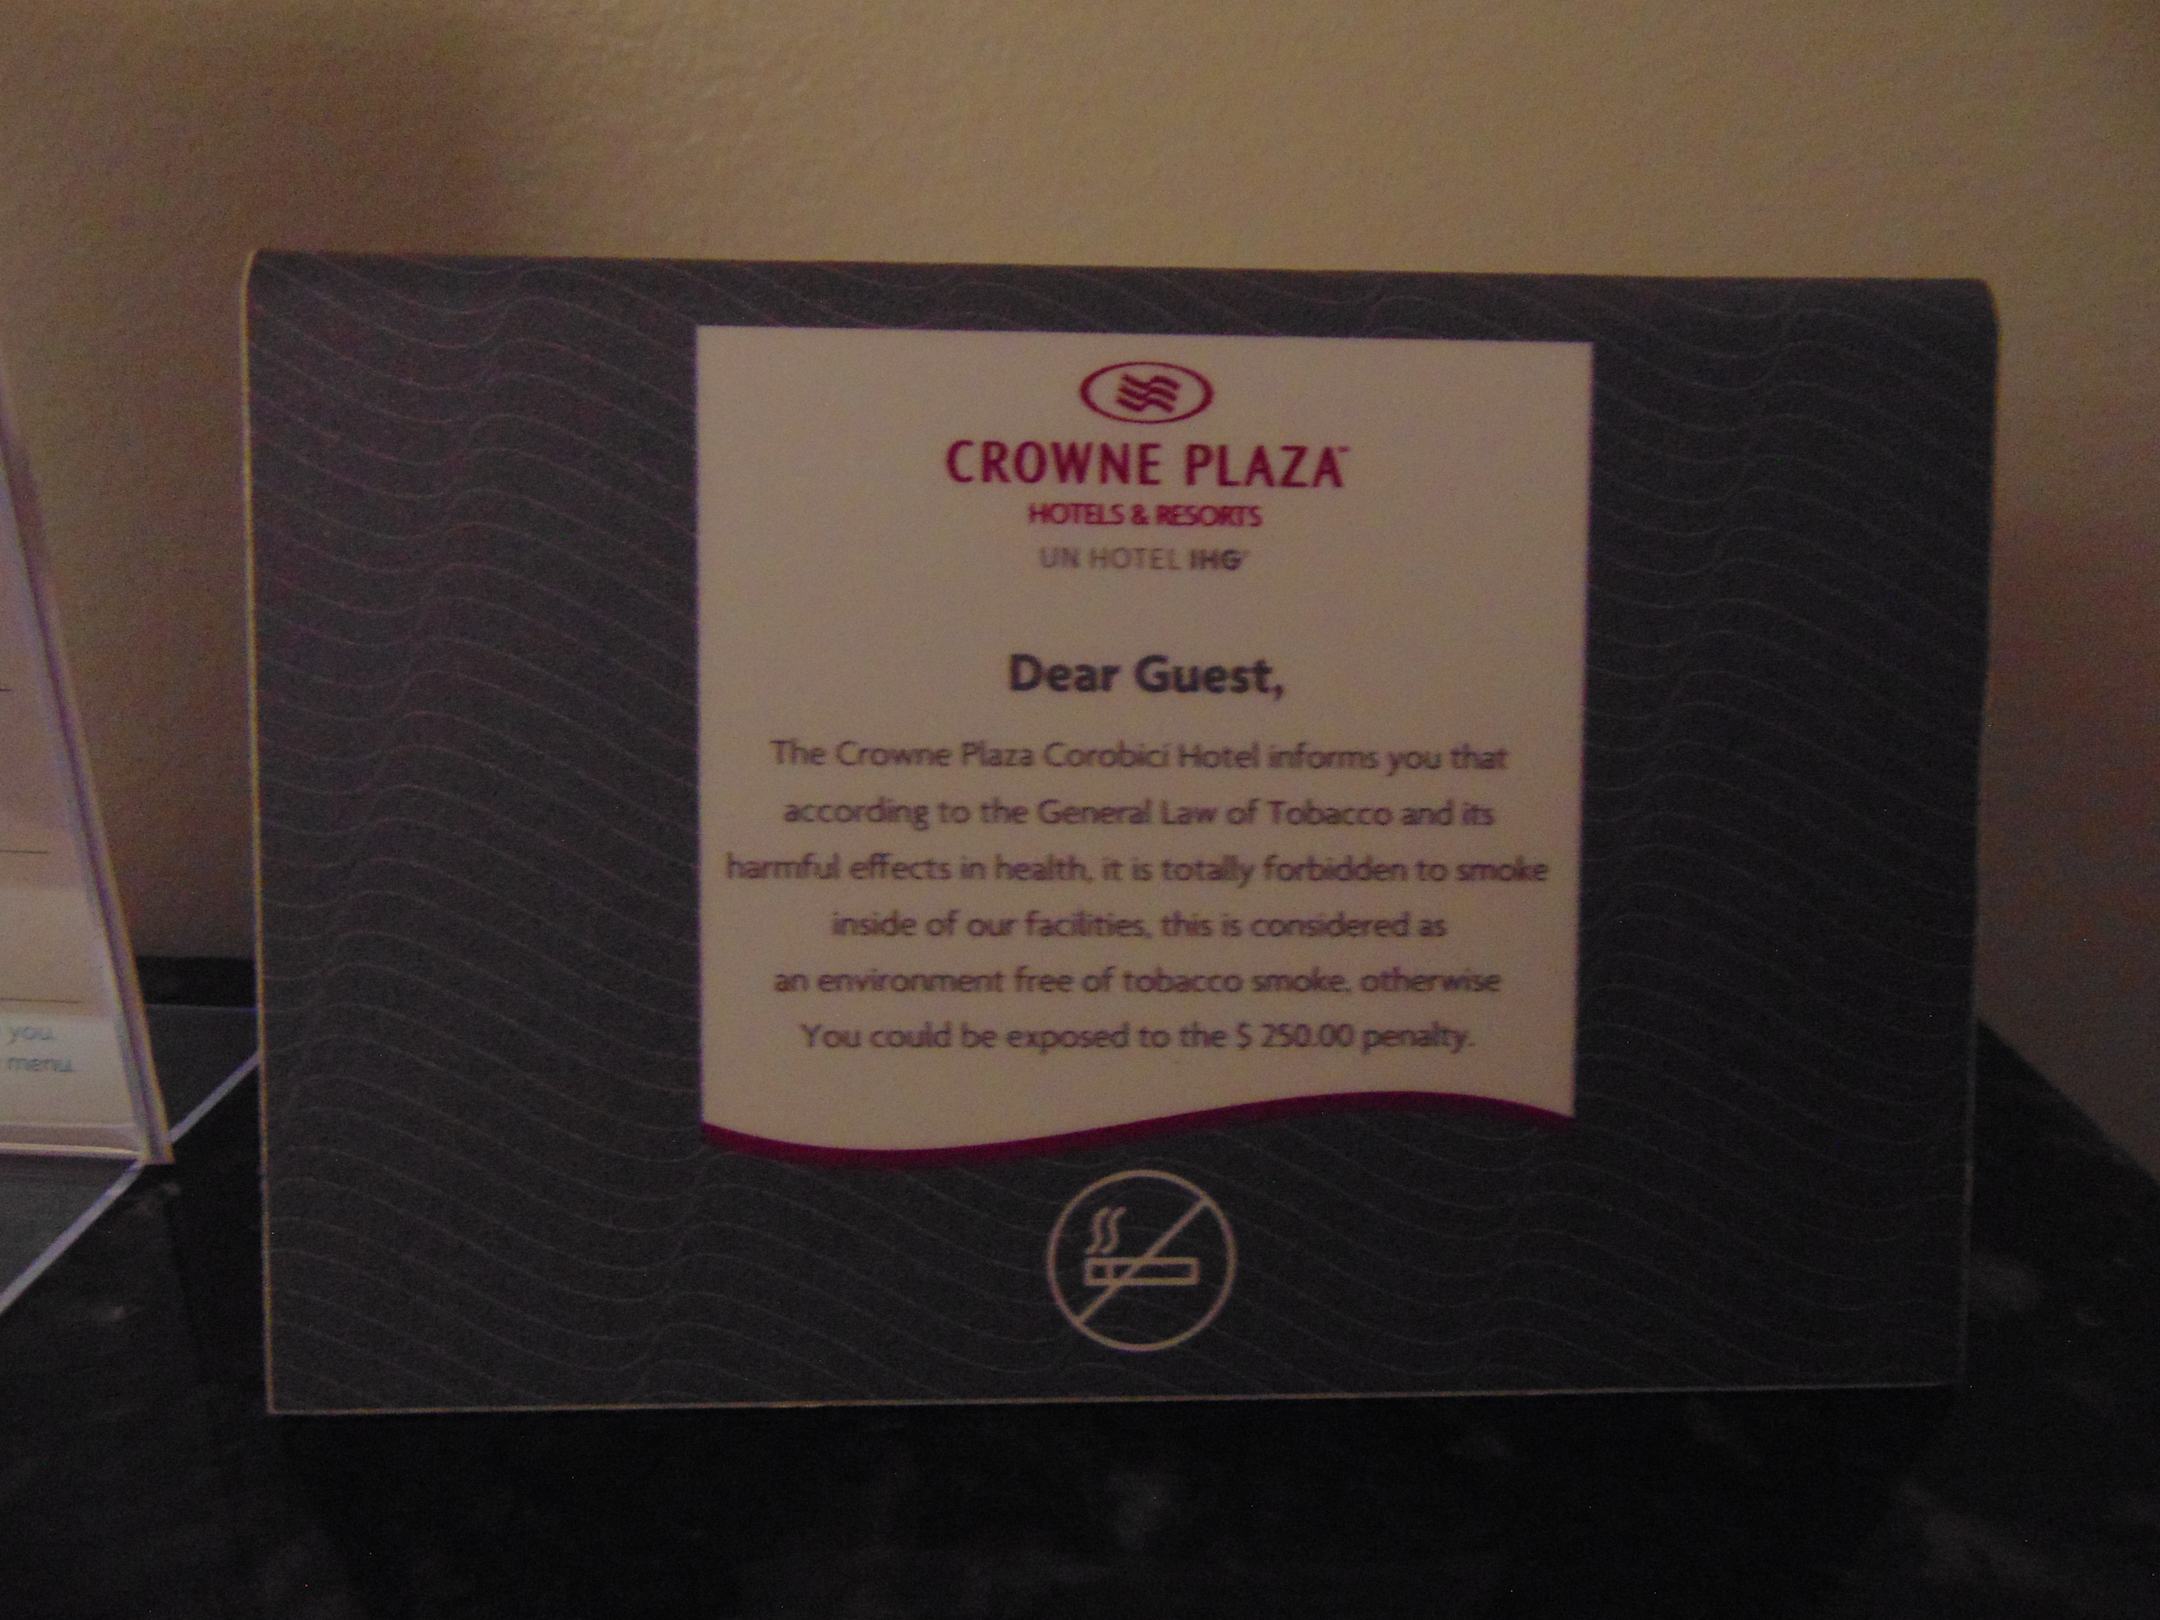 CROWNE PLAZA
HOTELS & RESORTS
UN HOTEL IHG
Dear Guest,
The Crowne Plaza Corobicí Hotel informs you that
according to the General Law of Tobacco and its
harmful effects in health, it is totally forbidden to smoke
inside of our facilities, this is considered as
an environment free of tobacco smoke, otherwise
You could be exposed to the $ 250.00 penalty.
you.
menu.